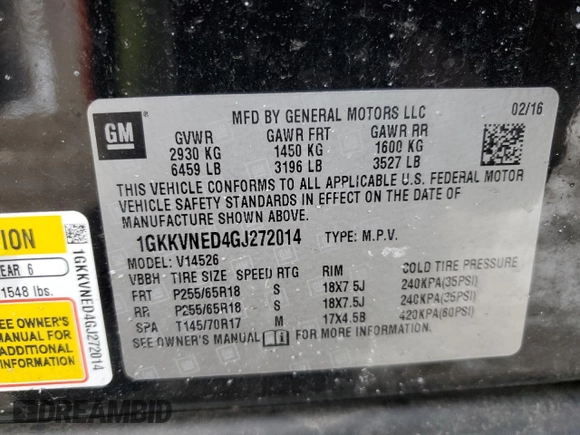 GM
MFD BY GENERAL MOTORS LLC 02/16
GVWR GAWR FRT GAWR RR
2930 KG 1450 KG 1600 KG
6459 LB 3196 LB 3527 LB
THIS VEHICLE CONFORMS TO ALL APPLICABLE U.S. FEDERAL MOTOR
VEHICLE SAFETY STANDARDS IN EFFECT ON THE DATE OF
MANUFACTURE SHOWN ABOVE.
1GKKVNED4GJ272014 TYPE: M.P.V.
MODEL: V14526
VBBH TIRE SIZE SPEED RTG RIM COLD TIRE PRESSURE
FRT P255/65R18 S 18X7.5J 240KPA(35PSI)
RR P255/65R18 S 18X7.5J 240KPA(35PSI)
SPA T145/70R17 M 17X4.5B 420KPA(60PSI)
SEE OWNER'S MANUAL FOR MORE INFORMATION
ION
EAR 6
1548 lbs.
SEE OWNER'S
MANUAL FOR
ADDITIONAL
INFORMATION
1GKKVNED4GJ272014
DREAMBID